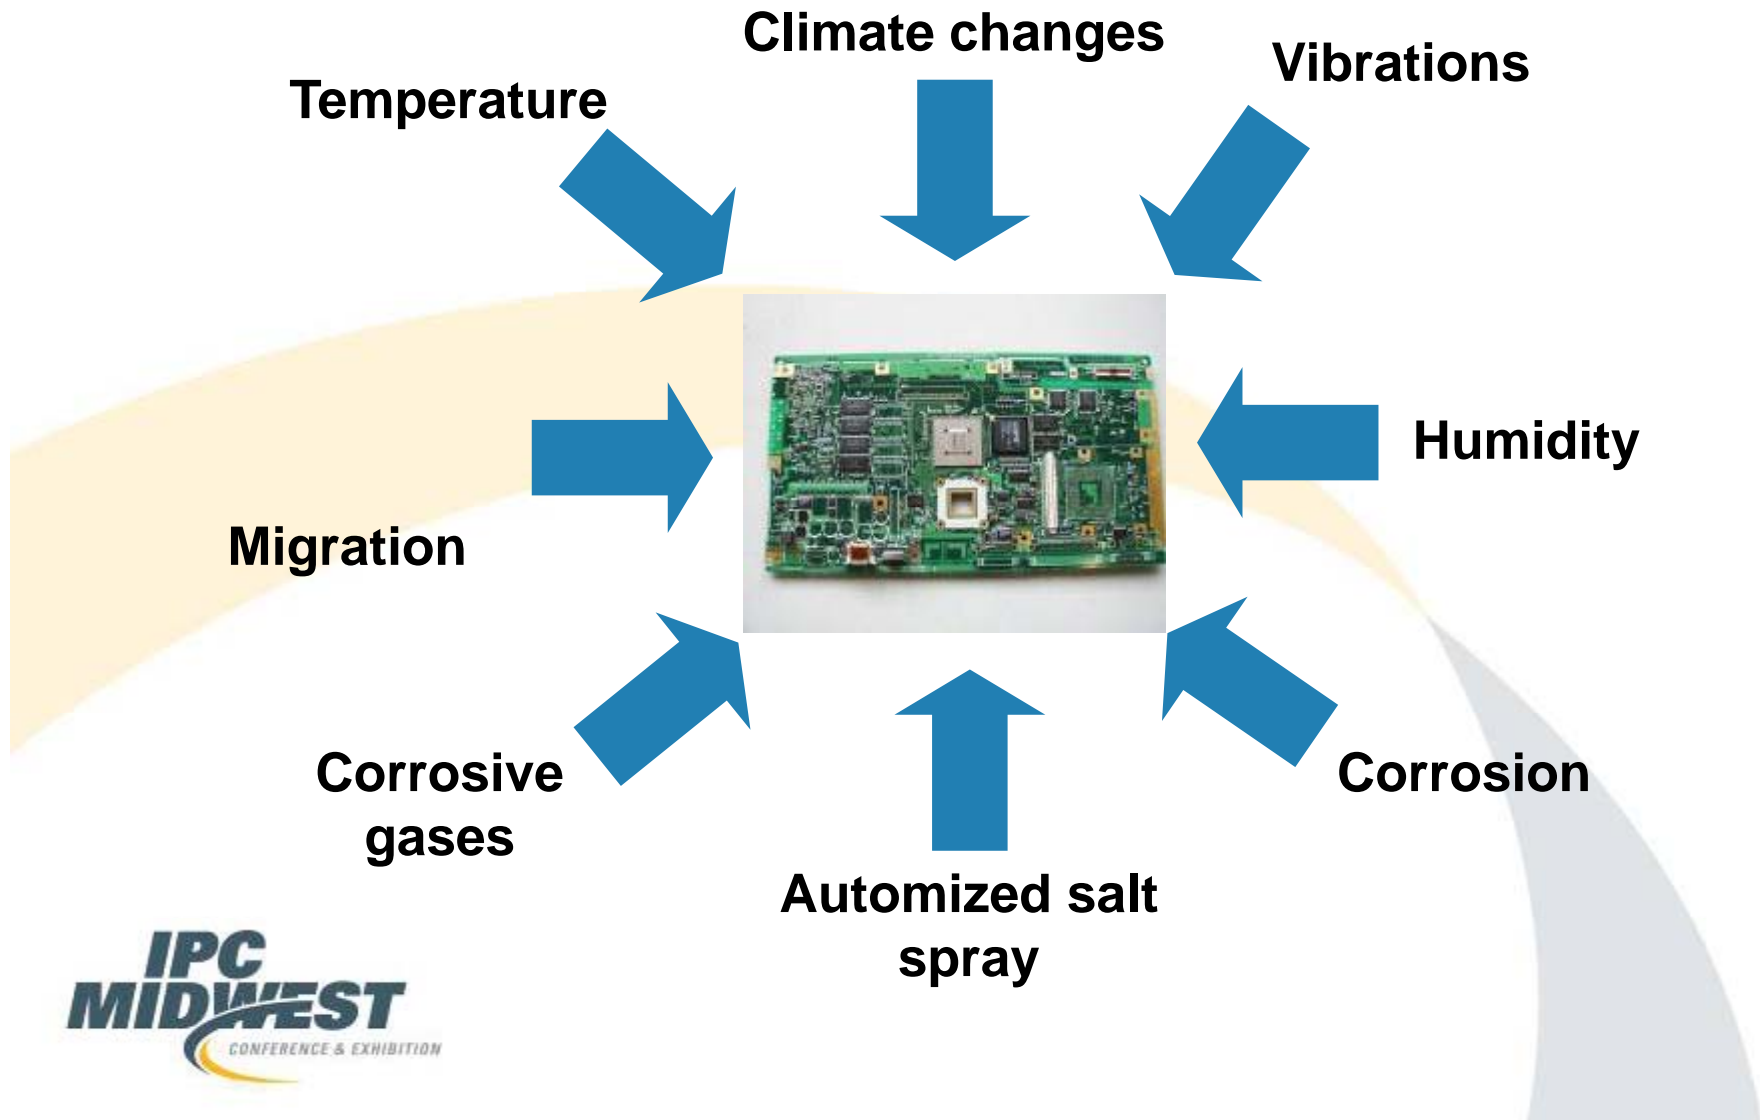 Climate changes
Vibrations
Temperature
Humidity
Migration
Corrosive
gases
Corrosion
Automized salt
spray
IPC
MIDWEST
CONFERENCE & EXHIBITION